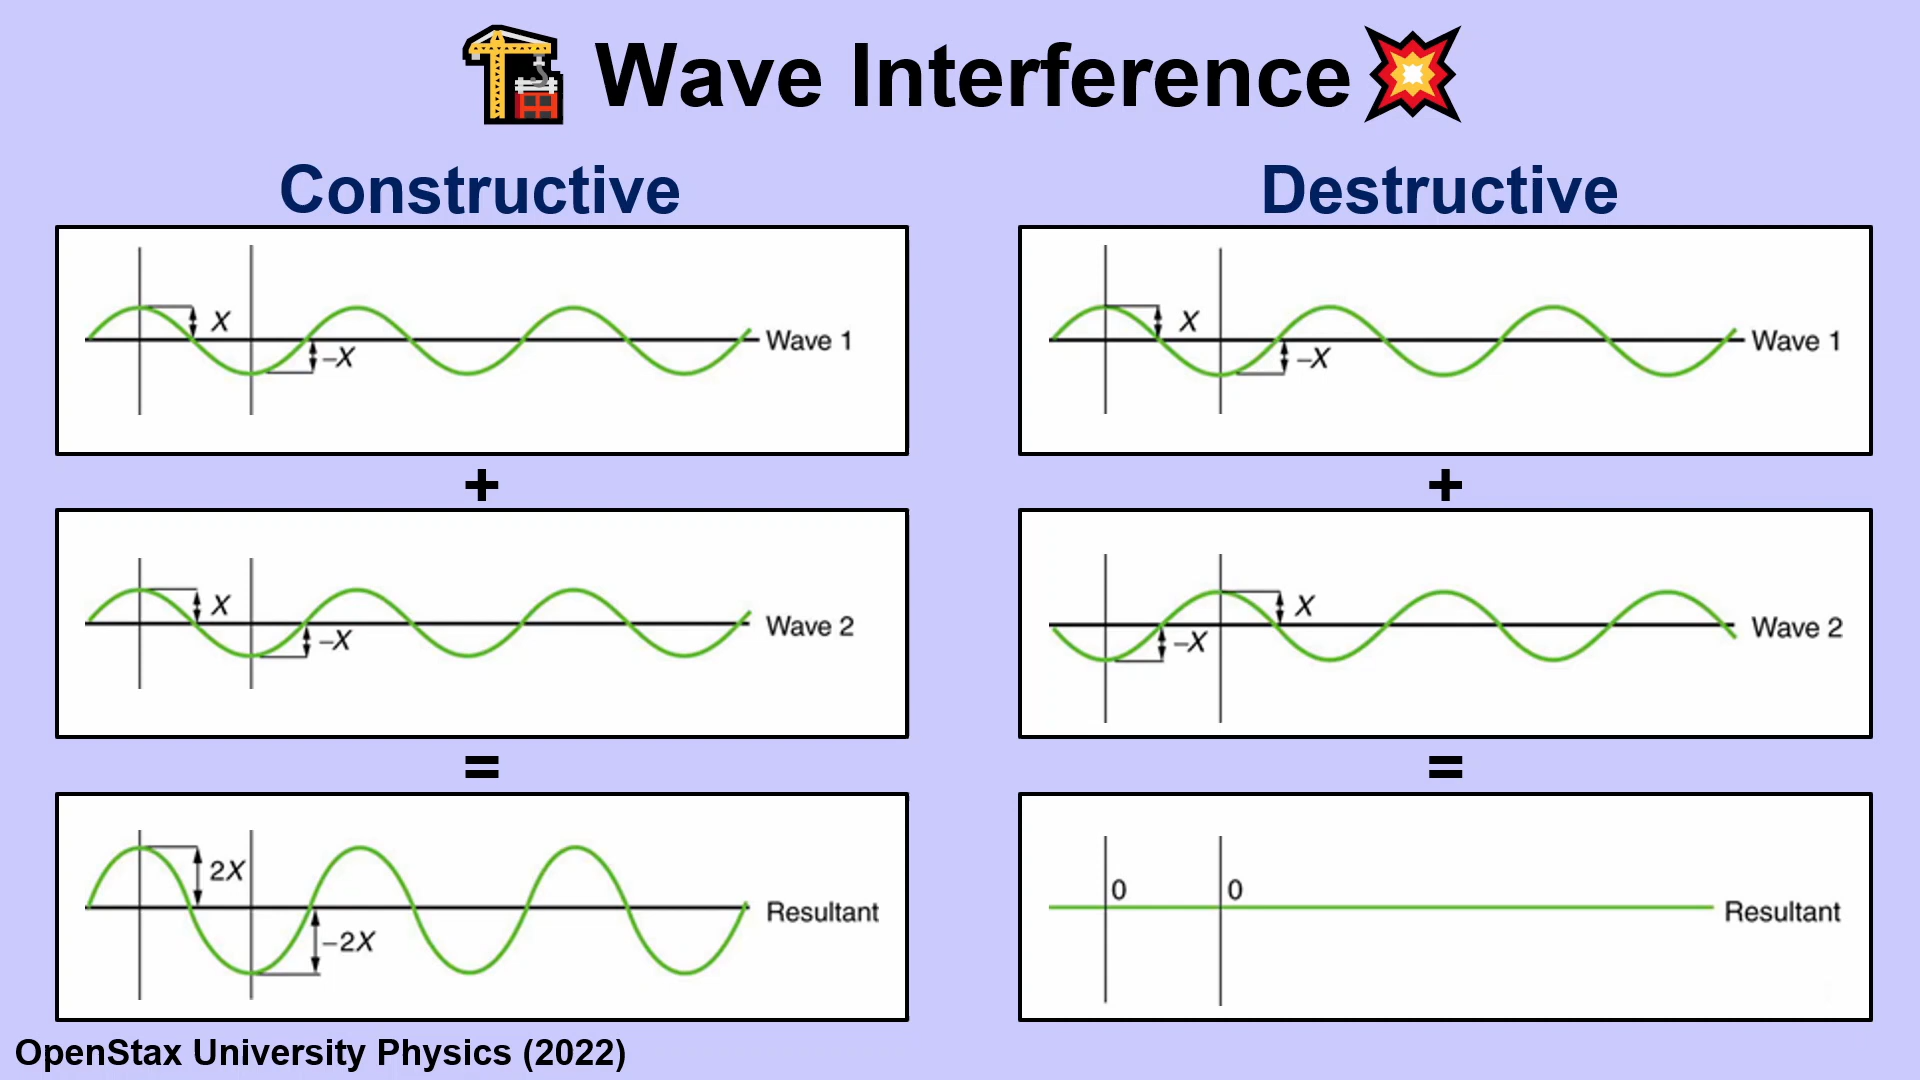 Wave Interference
Constructive
X
–X
Wave 1
+
X
–X
Wave 2
=
2X
–2X
Resultant
Destructive
X
–X
Wave 1
+
X
–X
Wave 2
=
0
0
Resultant
OpenStax University Physics (2022)